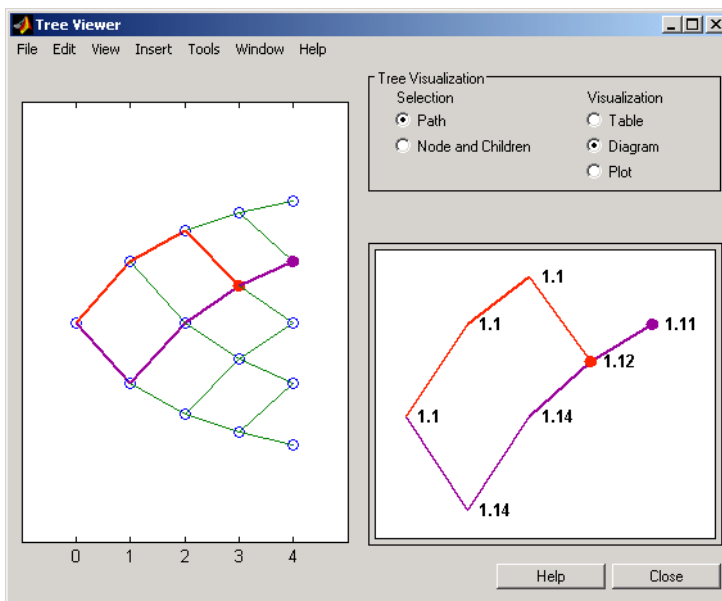 Tree Viewer
File Edit View Insert Tools Window Help
Tree Visualization
Selection Visualization
Path Table
Node and Children Diagram
Plot
1.1
1.1 1.11
1.12
1.1 1.14
1.14
0 1 2 3 4
Help Close